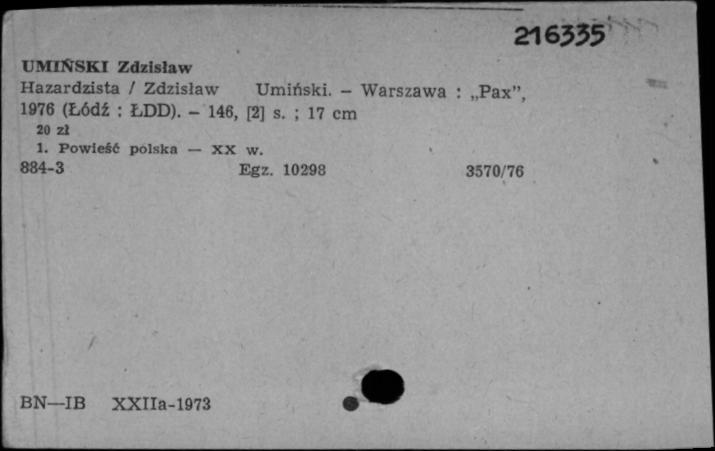 216335
UMIŃSKI Zdzisław
Hazardzista / Zdzisław Umiński. – Warszawa : „Pax”,
1976 (Łódź : ŁDD). – 146, [2] s. ; 17 cm
20 zł
1. Powieść polska — XX w.
884-3 Egz. 10298 3570/76
BN—IB XXIIa-1973